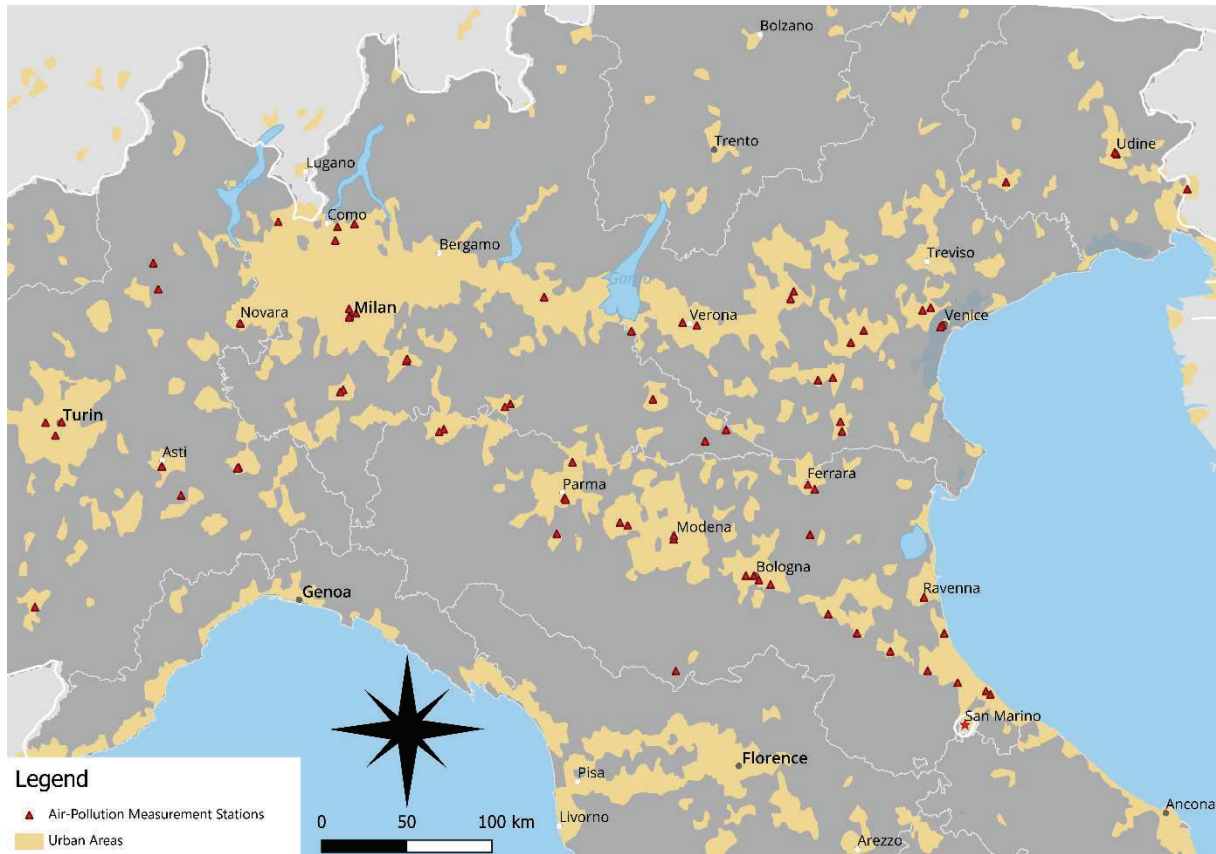 Bolzano
Trento
Udine
Lugano
Como
Bergamo
Treviso
Garda
Novara
Milan
Verona
Venice
Turin
Asti
Parma
Ferrara
Modena
Bologna
Genoa
Ravenna
San Marino
Florence
Pisa
Livorno
Ancona
Arezzo
Legend
Air-Pollution Measurement Stations
Urban Areas
0 50 100 km